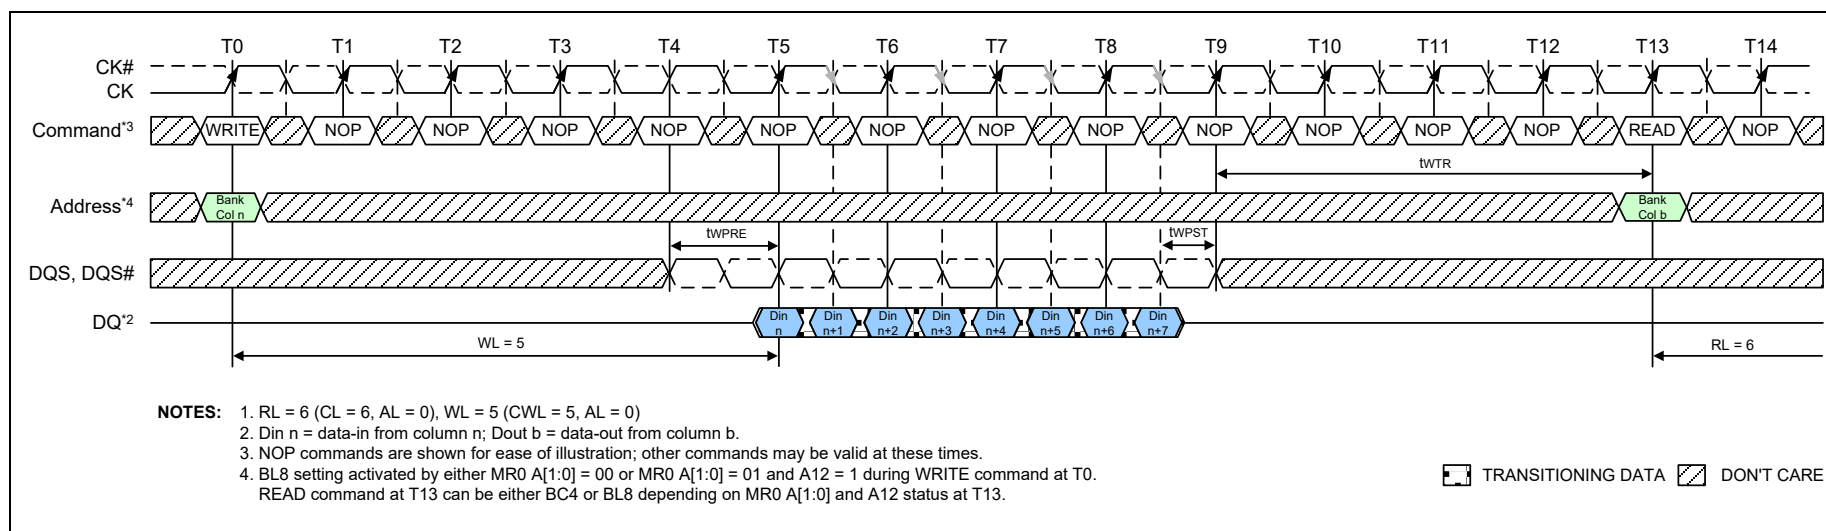 T0 T1 T2 T3 T4 T5 T6 T7 T8 T9 T10 T11 T12 T13 T14
CK#
CK
Command*3 WRITE NOP NOP NOP NOP NOP NOP NOP NOP NOP NOP NOP NOP READ NOP
tWTR
Address*4 Bank Col n Bank Col b
tWPRE tWPST
DQS, DQS#
DQ*2 Din n Din n+1 Din n+2 Din n+3 Din n+4 Din n+5 Din n+6 Din n+7
WL = 5 RL = 6
NOTES: 1. RL = 6 (CL = 6, AL = 0), WL = 5 (CWL = 5, AL = 0)
2. Din n = data-in from column n; Dout b = data-out from column b.
3. NOP commands are shown for ease of illustration; other commands may be valid at these times.
4. BL8 setting activated by either MR0 A[1:0] = 00 or MR0 A[1:0] = 01 and A12 = 1 during WRITE command at T0.
READ command at T13 can be either BC4 or BL8 depending on MR0 A[1:0] and A12 status at T13.
TRANSITIONING DATA DON'T CARE